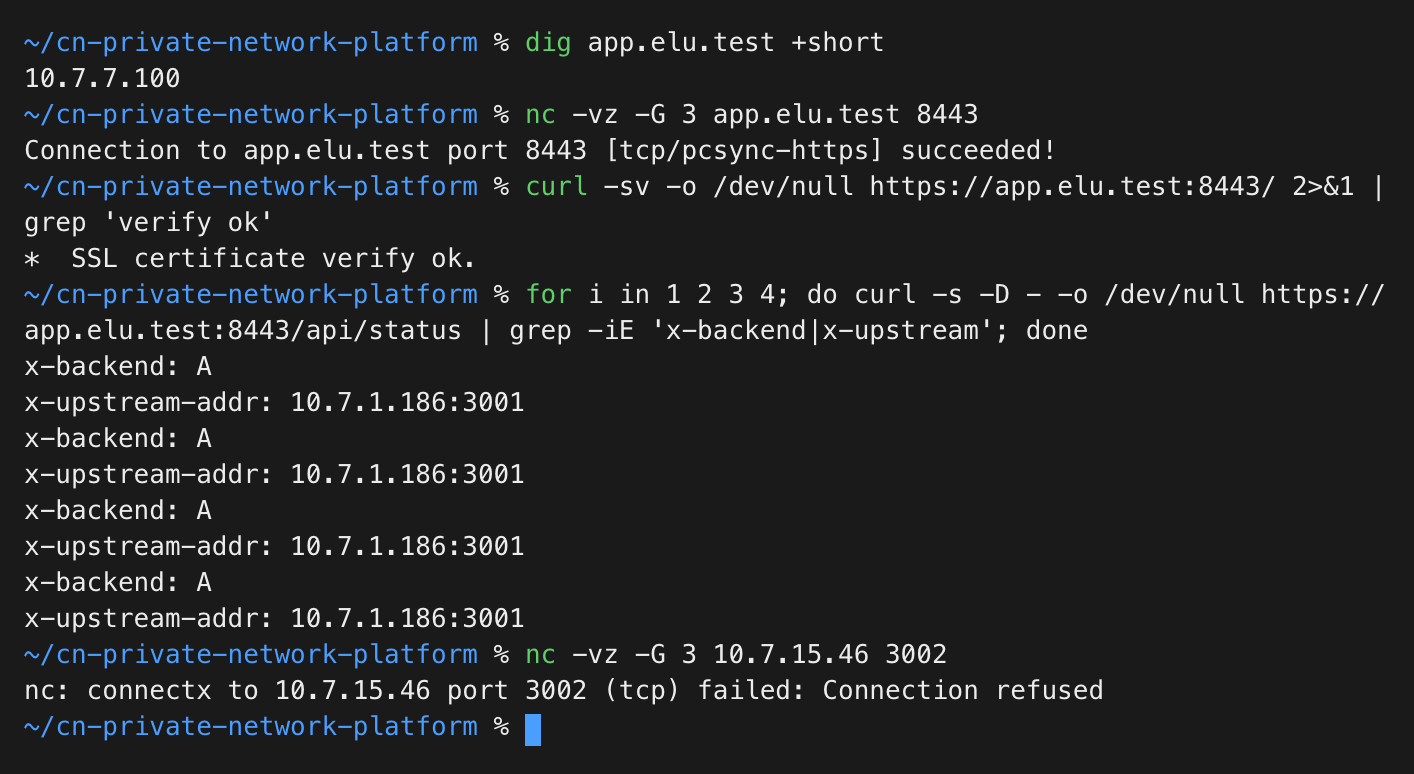 ~/cn-private-network-platform % dig app.elu.test +short
10.7.7.100
~/cn-private-network-platform % nc -vz -G 3 app.elu.test 8443
Connection to app.elu.test port 8443 [tcp/pcsync-https] succeeded!
~/cn-private-network-platform % curl -sv -o /dev/null https://app.elu.test:8443/ 2>&1 |
grep 'verify ok'
*  SSL certificate verify ok.
~/cn-private-network-platform % for i in 1 2 3 4; do curl -s -D - -o /dev/null https://
app.elu.test:8443/api/status | grep -iE 'x-backend|x-upstream'; done
x-backend: A
x-upstream-addr: 10.7.1.186:3001
x-backend: A
x-upstream-addr: 10.7.1.186:3001
x-backend: A
x-upstream-addr: 10.7.1.186:3001
x-backend: A
x-upstream-addr: 10.7.1.186:3001
~/cn-private-network-platform % nc -vz -G 3 10.7.15.46 3002
nc: connectx to 10.7.15.46 port 3002 (tcp) failed: Connection refused
~/cn-private-network-platform %